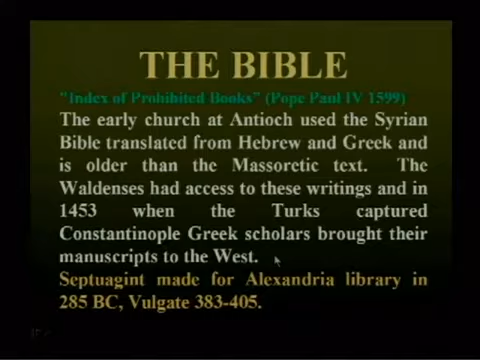 THE BIBLE
"Index of Prohibited Books" (Pope Paul IV 1599)
The early church at Antioch used the Syrian
Bible translated from Hebrew and Greek and
is older than the Massoretic text. The
Waldenses had access to these writings and in
1453 when the Turks captured
Constantinople Greek scholars brought their
manuscripts to the West.
Septuagint made for Alexandria library in
285 BC, Vulgate 383-405.